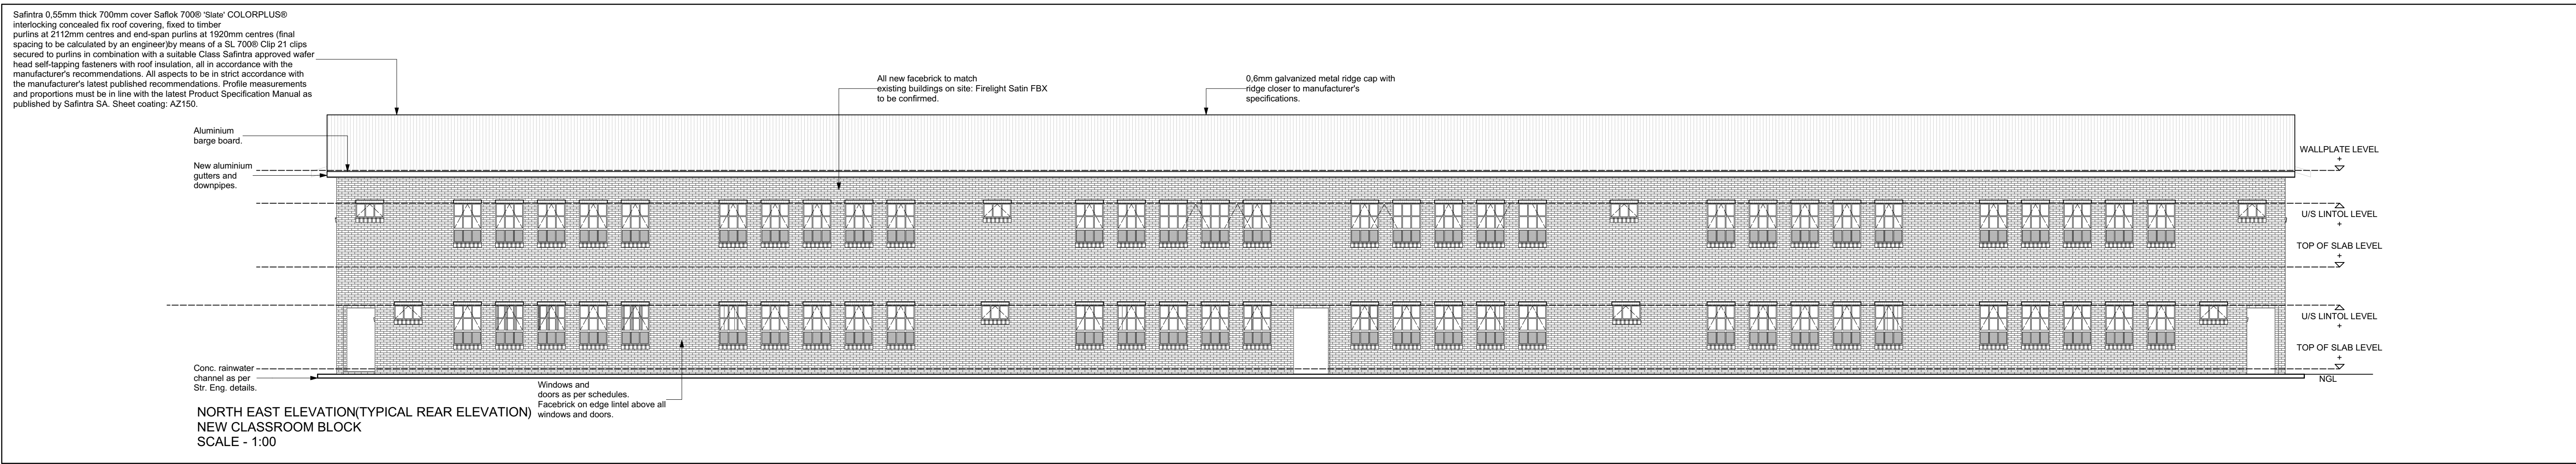 Safintra 0,55mm thick 700mm cover Saflok 700® 'Slate' COLORPLUS®
interlocking concealed fix roof covering, fixed to timber
purlins at 2112mm centres and end-span purlins at 1920mm centres (final
spacing to be calculated by an engineer)by means of a SL 700® Clip 21 clips
secured to purlins in combination with a suitable Class Safintra approved wafer
head self-tapping fasteners with roof insulation, all in accordance with the
manufacturer's recommendations. All aspects to be in strict accordance with
the manufacturer's latest published recommendations. Profile measurements
and proportions must be in line with the latest Product Specification Manual as
published by Safintra SA. Sheet coating: AZ150.
All new facebrick to match
existing buildings on site: Firelight Satin FBX
to be confirmed.
0,6mm galvanized metal ridge cap with
ridge closer to manufacturer's
specifications.
Aluminium
barge board.
New aluminium
gutters and
downpipes.
WALLPLATE LEVEL
+
U/S LINTOL LEVEL
+
TOP OF SLAB LEVEL
+
U/S LINTOL LEVEL
+
TOP OF SLAB LEVEL
+
NGL
Conc. rainwater
channel as per
Str. Eng. details.
Windows and
doors as per schedules.
Facebrick on edge lintel above all
windows and doors.
NORTH EAST ELEVATION(TYPICAL REAR ELEVATION)
NEW CLASSROOM BLOCK
SCALE - 1:00